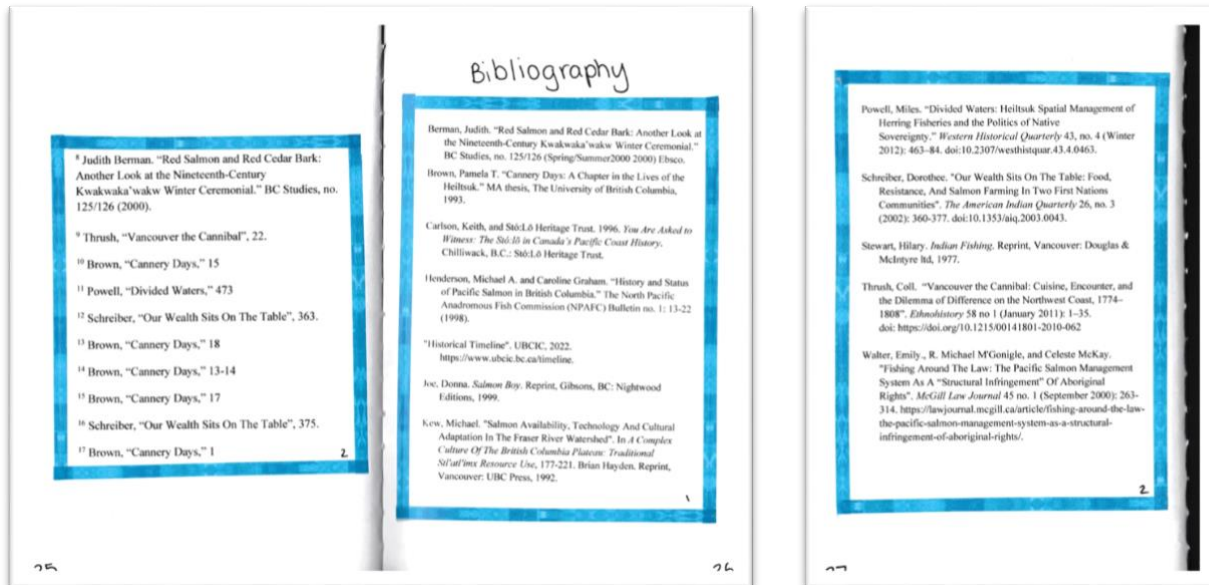 ⁸ Judith Berman. “Red Salmon and Red Cedar Bark:
Another Look at the Nineteenth-Century
Kwakwaka’wakw Winter Ceremonial.” BC Studies, no.
125/126 (2000).
⁹ Thrush, “Vancouver the Cannibal”, 22.
¹⁰ Brown, “Cannery Days,” 15
¹¹ Powell, “Divided Waters,” 473
¹² Schreiber, “Our Wealth Sits On The Table”, 363.
¹³ Brown, “Cannery Days,” 18
¹⁴ Brown, “Cannery Days,” 13-14
¹⁵ Brown, “Cannery Days,” 17
¹⁶ Schreiber, “Our Wealth Sits On The Table”, 375.
¹⁷ Brown, “Cannery Days,” 1
2
25
Bibliography
Berman, Judith. “Red Salmon and Red Cedar Bark: Another Look at
the Nineteenth-Century Kwakwaka’wakw Winter Ceremonial.”
BC Studies, no. 125/126 (Spring/Summer2000 2000) Ebsco.
Brown, Pamela T. “Cannery Days: A Chapter in the Lives of the
Heiltsuk.” MA thesis, The University of British Columbia,
1993.
Carlson, Keith, and Stó:Lō Heritage Trust. 1996. You Are Asked to
Witness: The Stó:lō in Canada’s Pacific Coast History.
Chilliwack, B.C.: Stó:Lō Heritage Trust.
Henderson, Michael A. and Caroline Graham. “History and Status
of Pacific Salmon in British Columbia.” The North Pacific
Anadromous Fish Commission (NPAFC) Bulletin no. 1: 13-22
(1998).
"Historical Timeline". UBCIC, 2022.
https://www.ubcic.bc.ca/timeline.
Joe, Donna. Salmon Boy. Reprint, Gibsons, BC: Nightwood
Editions, 1999.
Kew, Michael. "Salmon Availability, Technology And Cultural
Adaptation In The Fraser River Watershed". In A Complex
Culture Of The British Columbia Plateau: Traditional
Stl'atl'imx Resource Use, 177-221. Brian Hayden. Reprint,
Vancouver: UBC Press, 1992.
1
26
Powell, Miles. “Divided Waters: Heiltsuk Spatial Management of
Herring Fisheries and the Politics of Native
Sovereignty.” Western Historical Quarterly 43, no. 4 (Winter
2012): 463–84. doi:10.2307/westhistquar.43.4.0463.
Schreiber, Dorothee. "Our Wealth Sits On The Table: Food,
Resistance, And Salmon Farming In Two First Nations
Communities". The American Indian Quarterly 26, no. 3
(2002): 360-377. doi:10.1353/aiq.2003.0043.
Stewart, Hilary. Indian Fishing. Reprint, Vancouver: Douglas &
McIntyre ltd, 1977.
Thrush, Coll. “Vancouver the Cannibal: Cuisine, Encounter, and
the Dilemma of Difference on the Northwest Coast, 1774–
1808”. Ethnohistory 58 no 1 (January 2011): 1–35.
doi: https://doi.org/10.1215/00141801-2010-062
Walter, Emily., R. Michael M'Gonigle, and Celeste McKay.
"Fishing Around The Law: The Pacific Salmon Management
System As A "Structural Infringement" Of Aboriginal
Rights". McGill Law Journal 45 no. 1 (September 2000): 263-
314. https://lawjournal.mcgill.ca/article/fishing-around-the-law-
the-pacific-salmon-management-system-as-a-structural-
infringement-of-aboriginal-rights/.
2
27